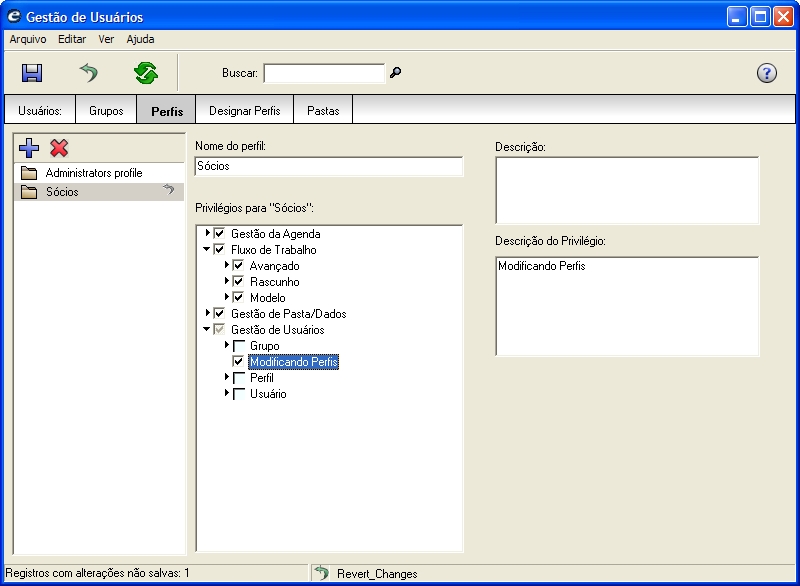 Gestão de Usuários
Arquivo Editar Ver Ajuda
Buscar:
Usuários: Grupos Perfis Designar Perfis Pastas
Administrators profile
Sócios
Nome do perfil:
Sócios
Privilégios para "Sócios":
Gestão da Agenda
Fluxo de Trabalho
Avançado
Rascunho
Modelo
Gestão de Pasta/Dados
Gestão de Usuários
Grupo
Modificando Perfis
Perfil
Usuário
Descrição:
Descrição do Privilégio:
Modificando Perfis
Registros com alterações não salvas: 1
Revert_Changes